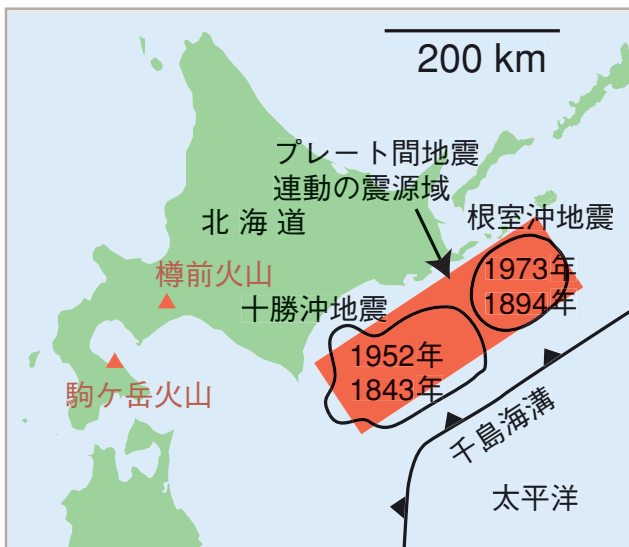 200 km
プレート間地震
連動の震源域
北海道
根室沖地震
1973年
1894年
樽前火山
十勝沖地震
1952年
1843年
駒ケ岳火山
千島海溝
太平洋